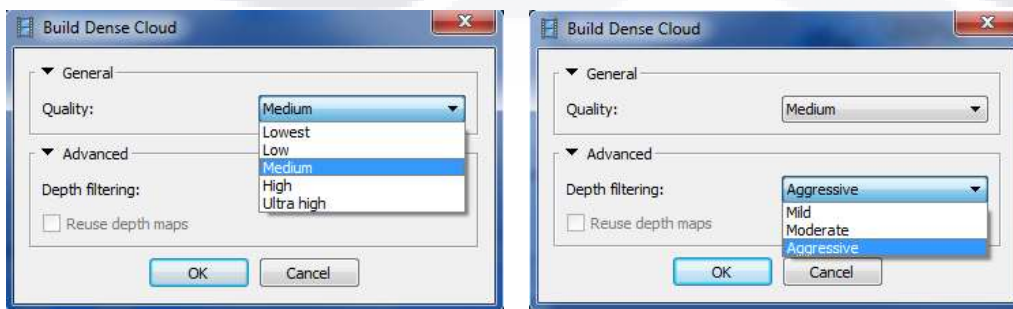 Build Dense Cloud
General
Quality: Medium
Lowest
Low
Medium
High
Ultra high
Advanced
Depth filtering:
Reuse depth maps
OK Cancel
Build Dense Cloud
General
Quality: Medium
Advanced
Depth filtering: Aggressive
Mild
Moderate
Aggressive
Reuse depth maps
OK Cancel